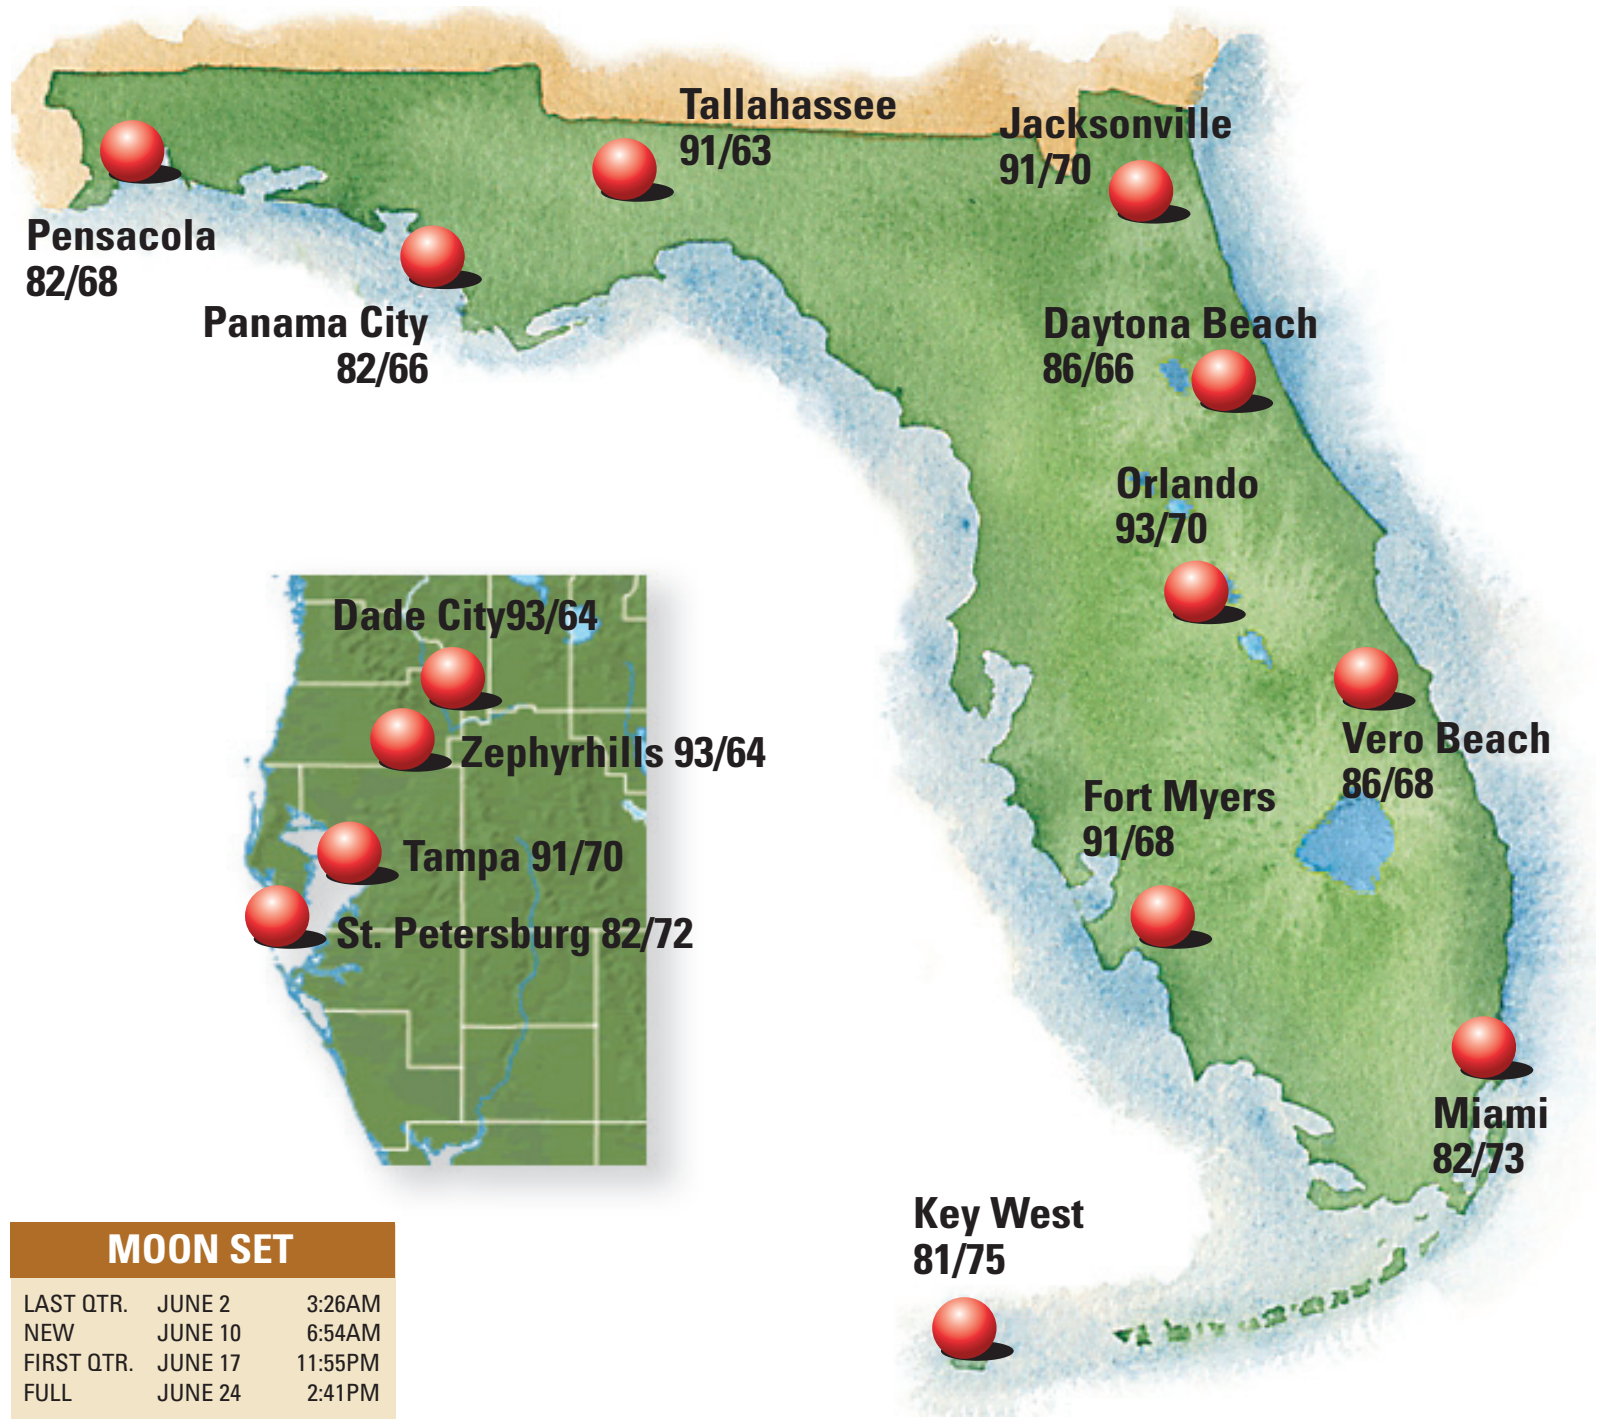 Tallahassee
91/63
Jacksonville
91/70
Pensacola
82/68
Panama City
82/66
Daytona Beach
86/66
Orlando
93/70
Dade City93/64
Zephyrhills 93/64
Tampa 91/70
St. Petersburg 82/72
Vero Beach
86/68
Fort Myers
91/68
Miami
82/73
Key West
81/75
MOON SET
LAST QTR. JUNE 2 3:26AM
NEW JUNE 10 6:54AM
FIRST QTR. JUNE 17 11:55PM
FULL JUNE 24 2:41PM